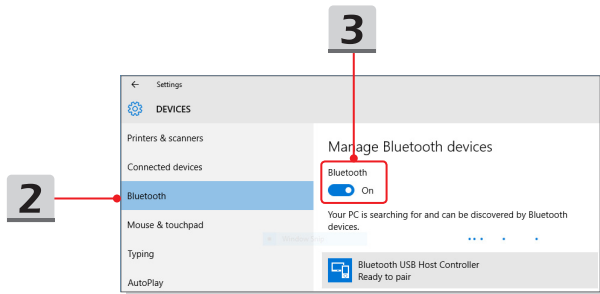 3
← Settings
DEVICES
Printers & scanners
Connected devices
2
Bluetooth
Mouse & touchpad
Typing
AutoPlay
Manage Bluetooth devices
Bluetooth
On
Your PC is searching for and can be discovered by Bluetooth
devices.
Bluetooth USB Host Controller
Ready to pair